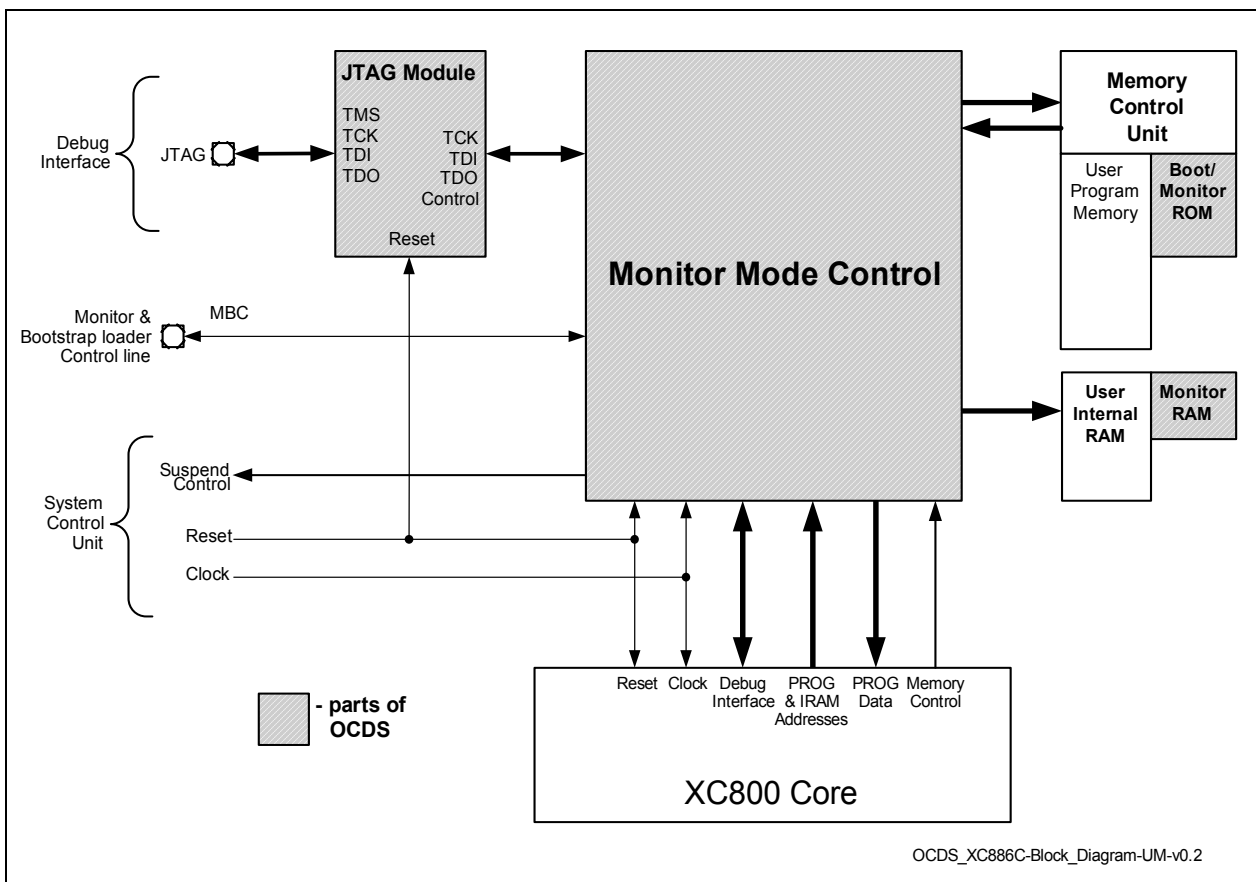 JTAG Module
TMS
TCK
TDI
TDO
TCK
TDI
TDO
Control
Reset
Debug
Interface
JTAG
Monitor &
Bootstrap loader
Control line
MBC
Suspend
Control
System
Control
Unit
Reset
Clock
Monitor Mode Control
Memory
Control
Unit
User
Program
Memory
Boot/
Monitor
ROM
User
Internal
RAM
Monitor
RAM
Reset
Clock
Debug
Interface
PROG
& IRAM
Addresses
PROG
Data
Memory
Control
XC800 Core
- parts of
OCDS
OCDS_XC886C-Block_Diagram-UM-v0.2